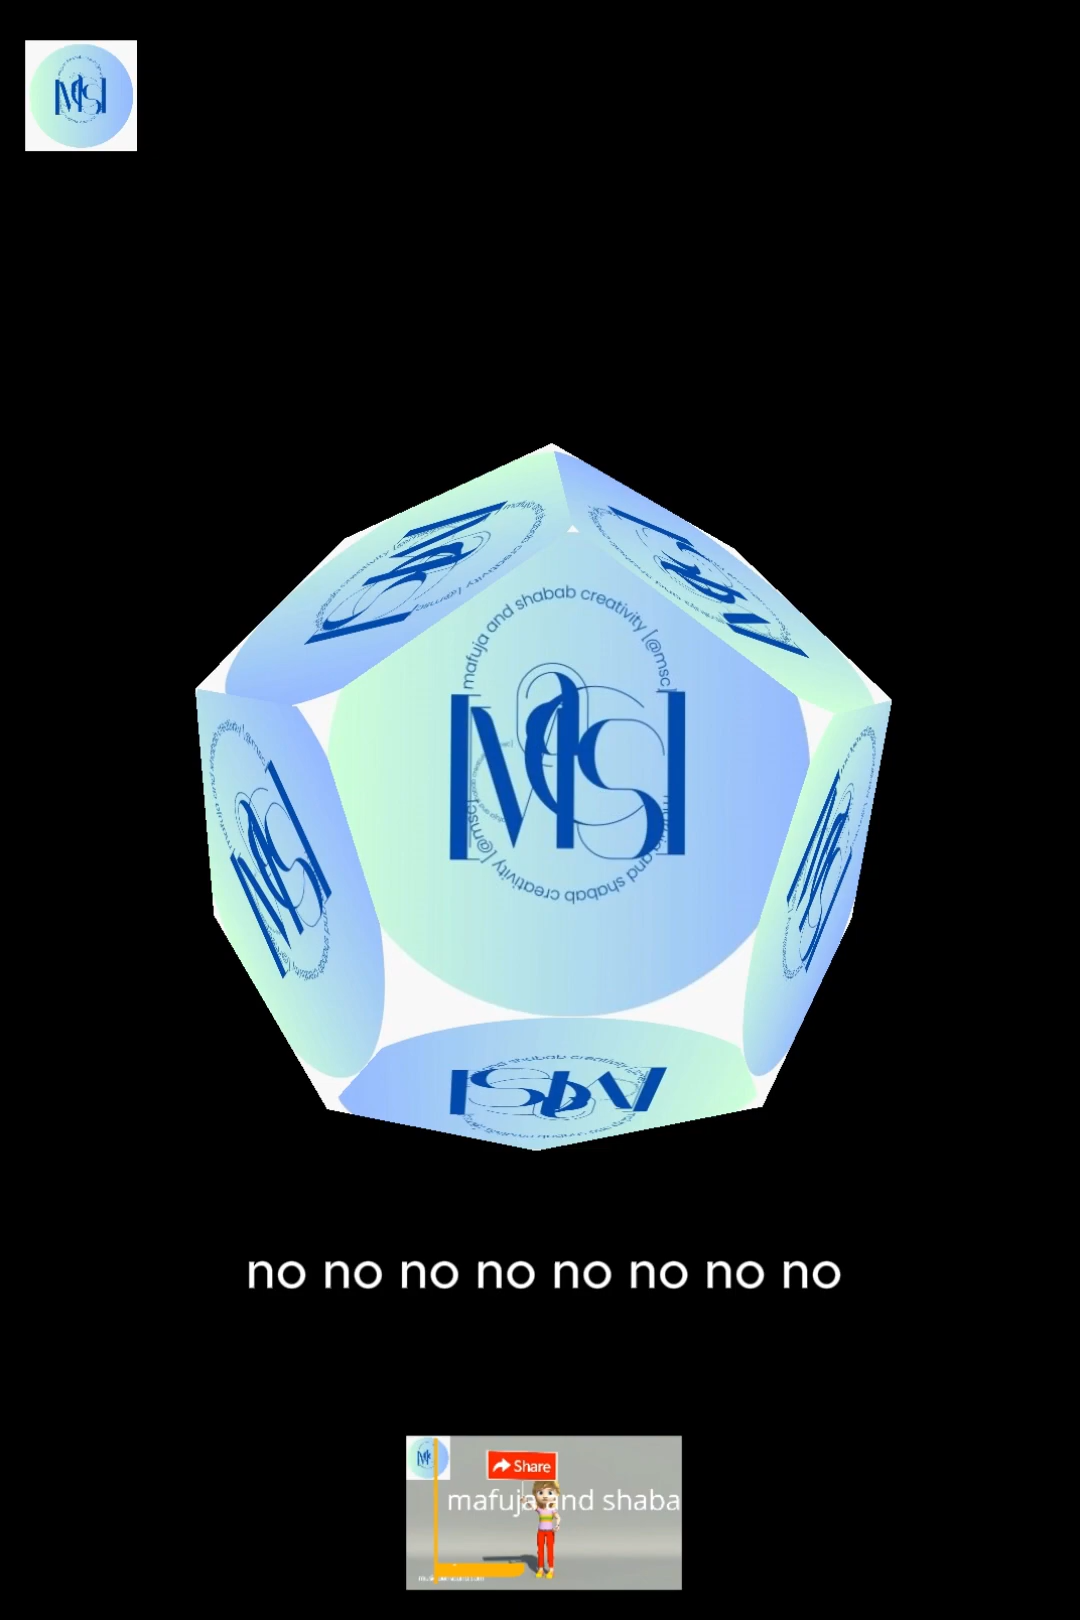 mafuja and shabab creativity [@msc]
[MSC]
mafuja and shabab creativity [@msc]
no no no no no no no no
Share
mafuja and shaba